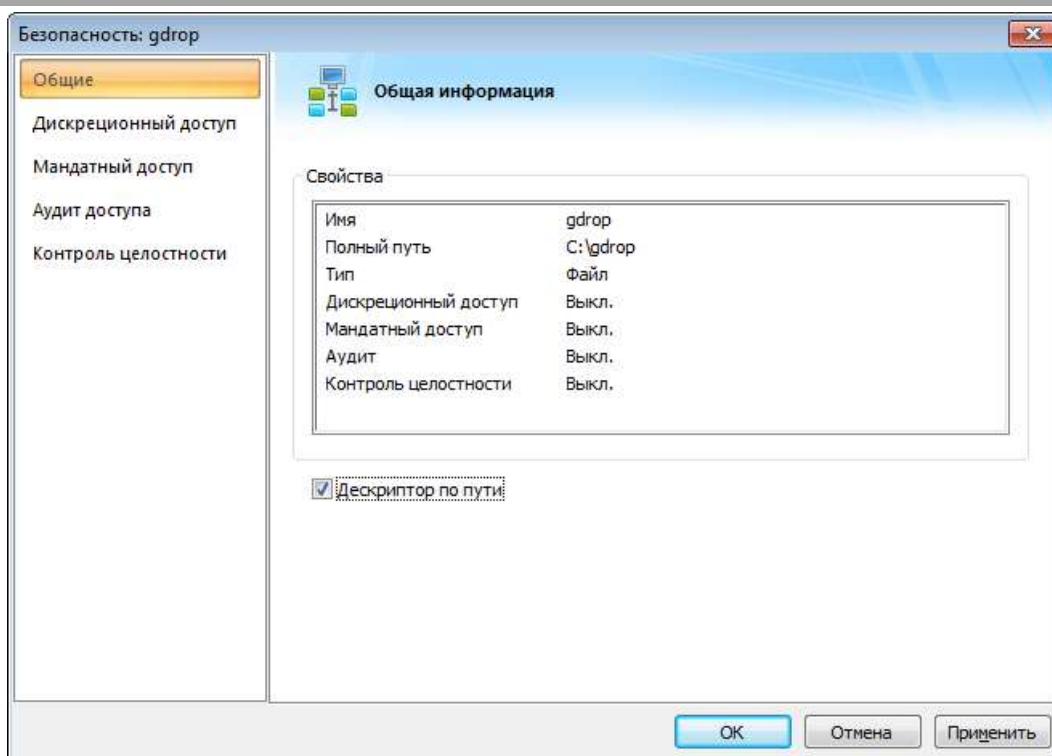 Безопасность: gdrop
Общие
Дискреционный доступ
Мандатный доступ
Аудит доступа
Контроль целостности
Общая информация
Свойства
Имя gdrop
Полный путь C:\gdrop
Тип Файл
Дискреционный доступ Выкл.
Мандатный доступ Выкл.
Аудит Выкл.
Контроль целостности Выкл.
Дескриптор по пути
ОК Отмена Применить